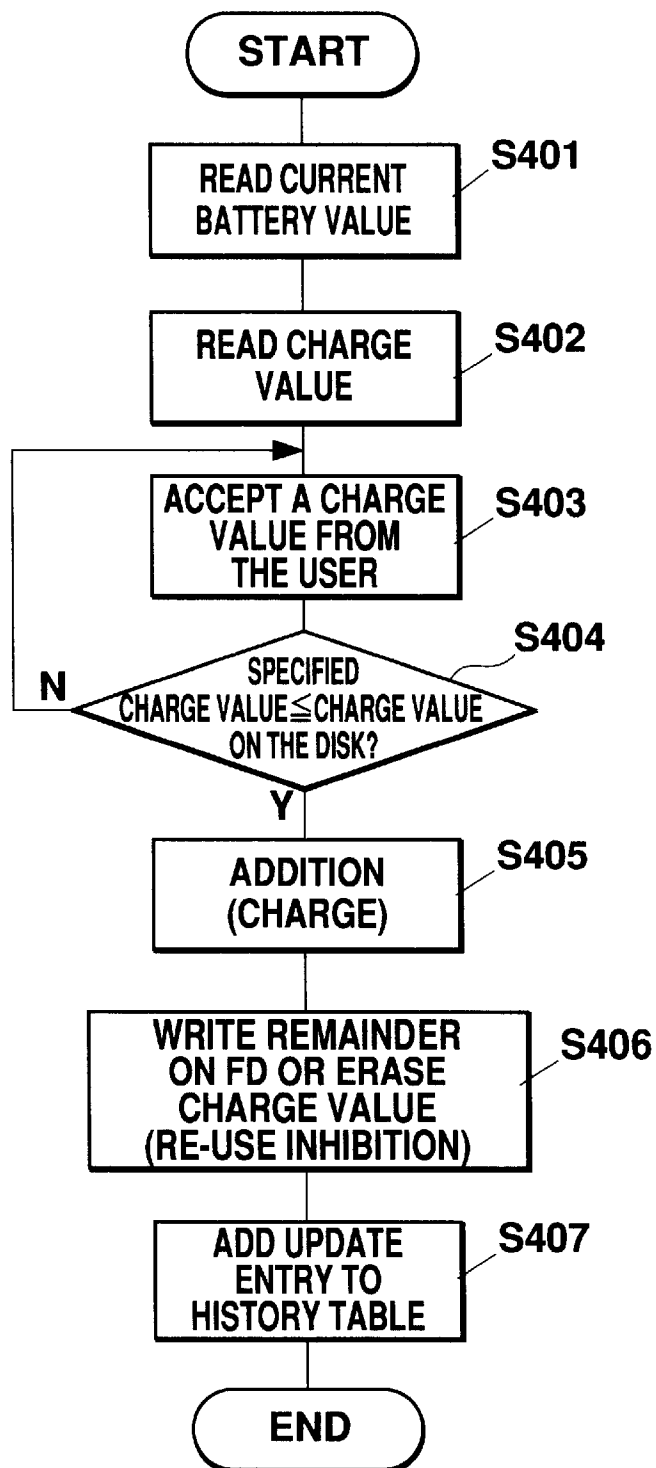 START
READ CURRENT
BATTERY VALUE
S401
READ CHARGE
VALUE
S402
ACCEPT A CHARGE
VALUE FROM
THE USER
S403
SPECIFIED
CHARGE VALUE≦CHARGE VALUE
ON THE DISK?
S404
N
Y
ADDITION
(CHARGE)
S405
WRITE REMAINDER
ON FD OR ERASE
CHARGE VALUE
(RE-USE INHIBITION)
S406
ADD UPDATE
ENTRY TO
HISTORY TABLE
S407
END